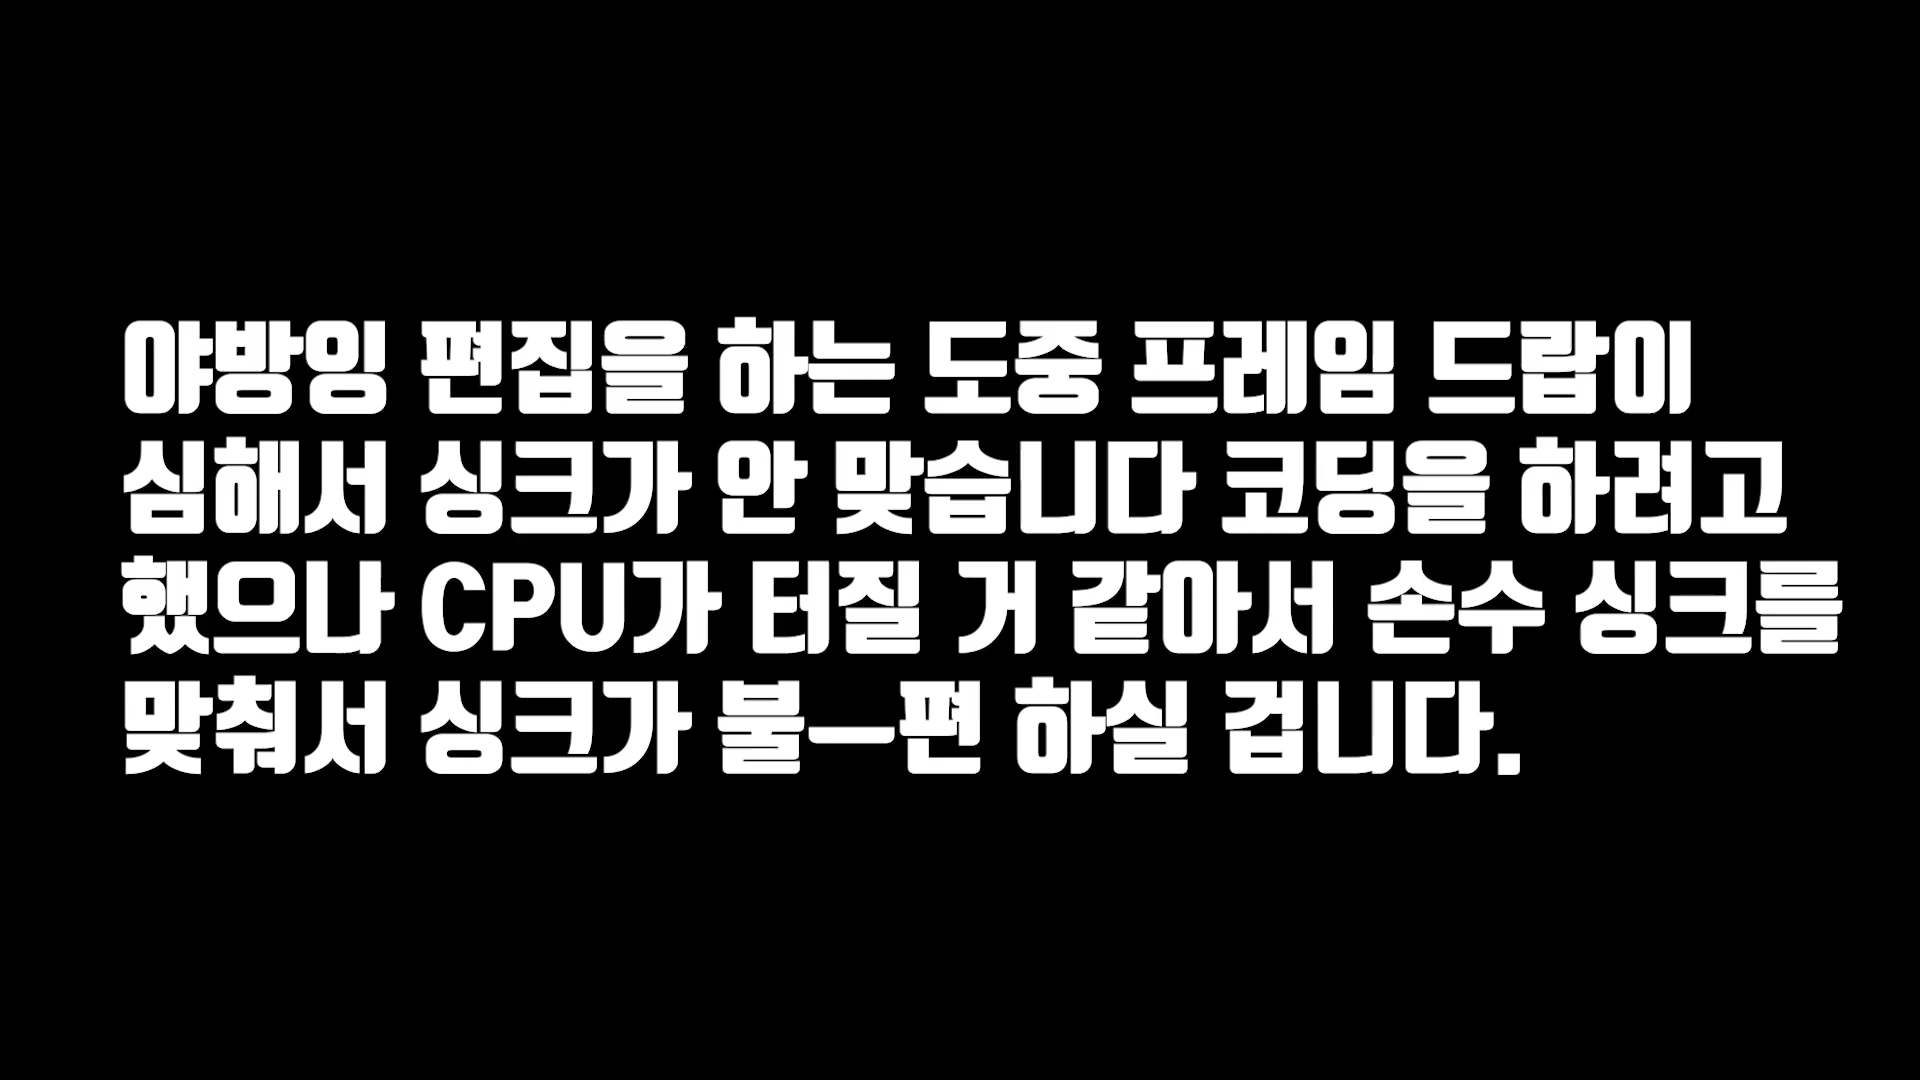 야방잉 편집을 하는 도중 프레임 드랍이
심해서 싱크가 안 맞습니다 코딩을 하려고
했으나 CPU가 터질 거 같아서 손수 싱크를
맞춰서 싱크가 불—편 하실 겁니다.